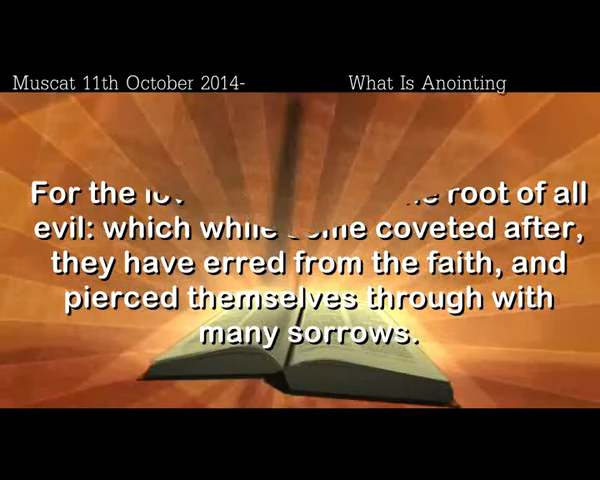 Muscat 11th October 2014-
What Is Anointing
For the root of all
evil: which while some coveted after,
they have erred from the faith, and
pierced themselves through with
many sorrows.